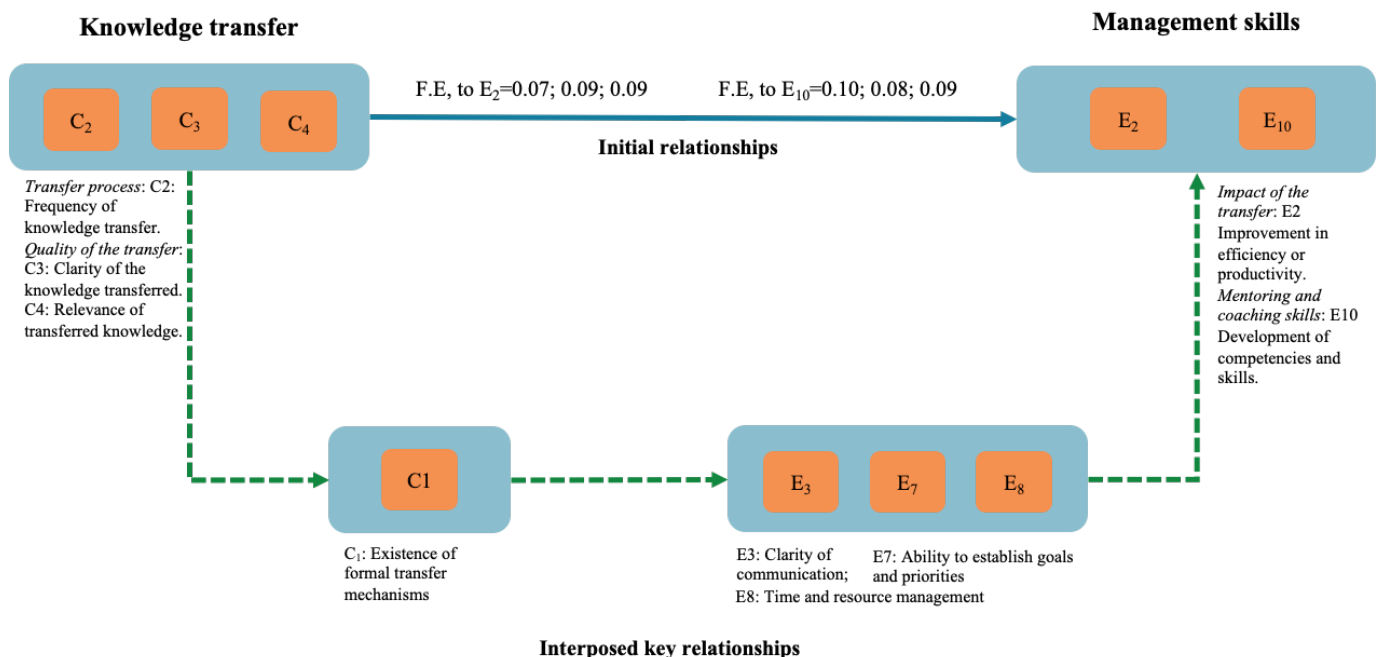 Knowledge transfer
Management skills
C₂
C₃
C₄
F.E, to E₂=0.07; 0.09; 0.09
F.E, to E₁₀=0.10; 0.08; 0.09
Initial relationships
E₂
E₁₀
Transfer process: C2:
Frequency of
knowledge transfer.
Quality of the transfer:
C3: Clarity of the
knowledge transferred.
C4: Relevance of
transferred knowledge.
Impact of the
transfer: E2
Improvement in
efficiency or
productivity.
Mentoring and
coaching skills: E10
Development of
competencies and
skills.
C1
E₃
E₇
E₈
C₁: Existence of
formal transfer
mechanisms
E3: Clarity of
communication;
E7: Ability to establish goals
and priorities
E8: Time and resource management
Interposed key relationships